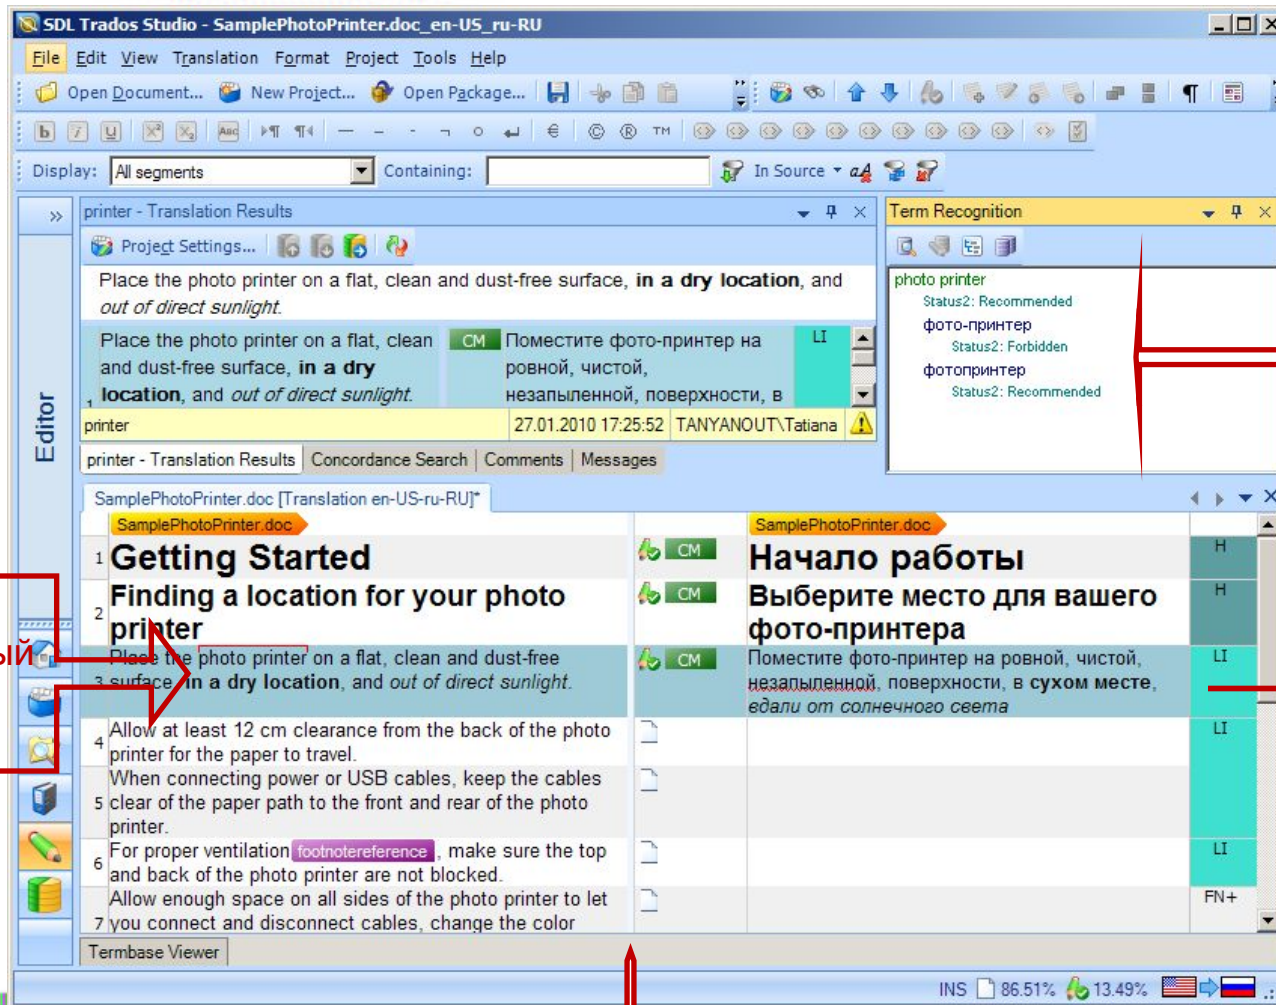 SDL Trados Studio - SamplePhotoPrinter.doc_en-US_ru-RU
File Edit View Translation Format Project Tools Help
Open Document... New Project... Open Package...
b i u ABC ¶ ¶ — – - ¬ ○ ↵ € © ® TM
Display: All segments Containing: In Source
printer - Translation Results
Term Recognition
Project Settings...
Place the photo printer on a flat, clean and dust-free surface, in a dry location, and
out of direct sunlight.
Place the photo printer on a flat, clean
and dust-free surface, in a dry
1 location, and out of direct sunlight.
CM
Поместите фото-принтер на
ровной, чистой,
незапыленной, поверхности, в
LI
printer 27.01.2010 17:25:52 TANYANOUT\Tatiana
printer - Translation Results Concordance Search Comments Messages
photo printer
Status2: Recommended
фото-принтер
Status2: Forbidden
фотопринтер
Status2: Recommended
Editor
SamplePhotoPrinter.doc [Translation en-US-ru-RU]*
SamplePhotoPrinter.doc SamplePhotoPrinter.doc
1 Getting Started CM Начало работы H
2 Finding a location for your photo
printer
CM
Выберите место для вашего
фото-принтера
H
ый
3 Place the photo printer on a flat, clean and dust-free
surface, in a dry location, and out of direct sunlight.
CM
Поместите фото-принтер на ровной, чистой,
незапыленной, поверхности, в сухом месте,
вдали от солнечного света
LI
4 Allow at least 12 cm clearance from the back of the photo
printer for the paper to travel.
LI
When connecting power or USB cables, keep the cables
5 clear of the paper path to the front and rear of the photo
printer.
6 For proper ventilation footnotereference , make sure the top
and back of the photo printer are not blocked.
LI
Allow enough space on all sides of the photo printer to let
7 you connect and disconnect cables, change the color
FN+
Termbase Viewer
INS 86.51% 13.49%